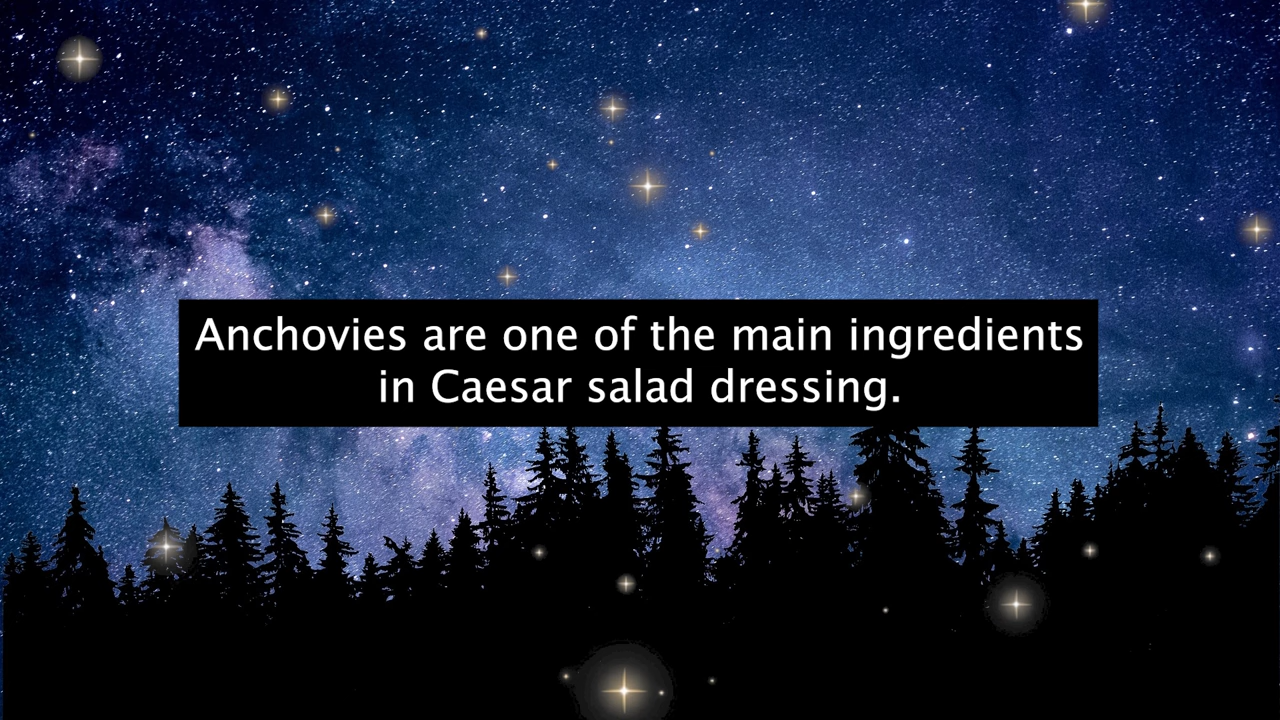 Anchovies are one of the main ingredients
in Caesar salad dressing.